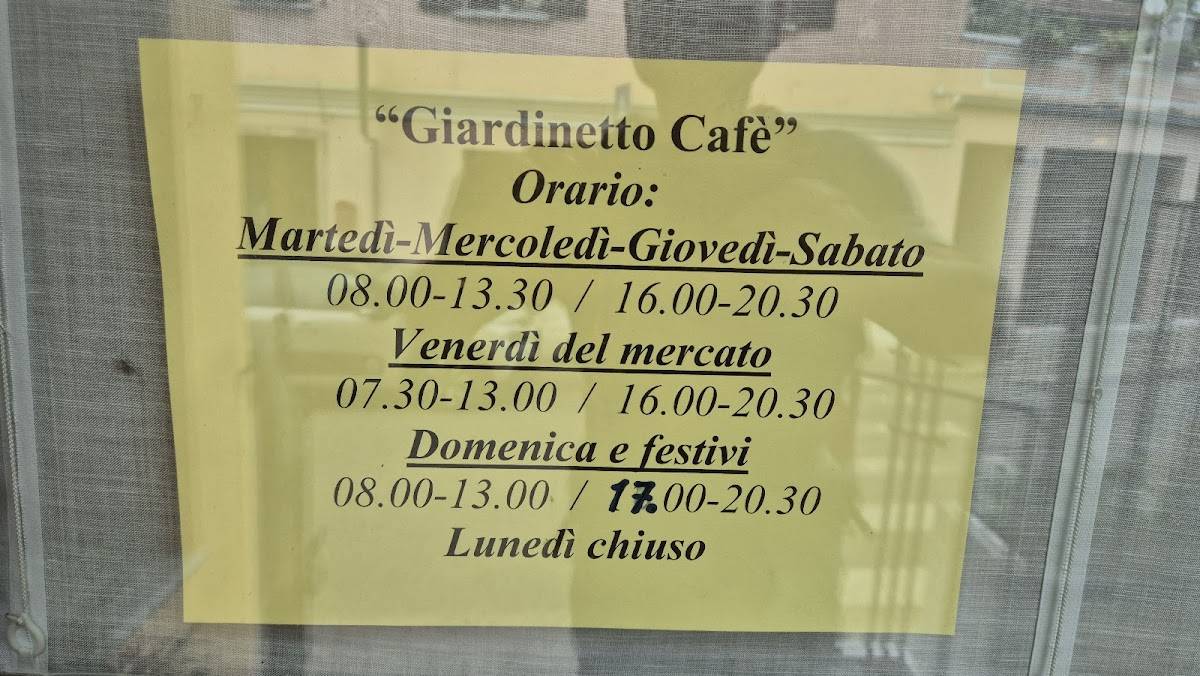 “Giardinetto Cafè”
Orario:
Martedì-Mercoledì-Giovedì-Sabato
08.00-13.30 / 16.00-20.30
Venerdì del mercato
07.30-13.00 / 16.00-20.30
Domenica e festivi
08.00-13.00 / 17.00-20.30
Lunedì chiuso